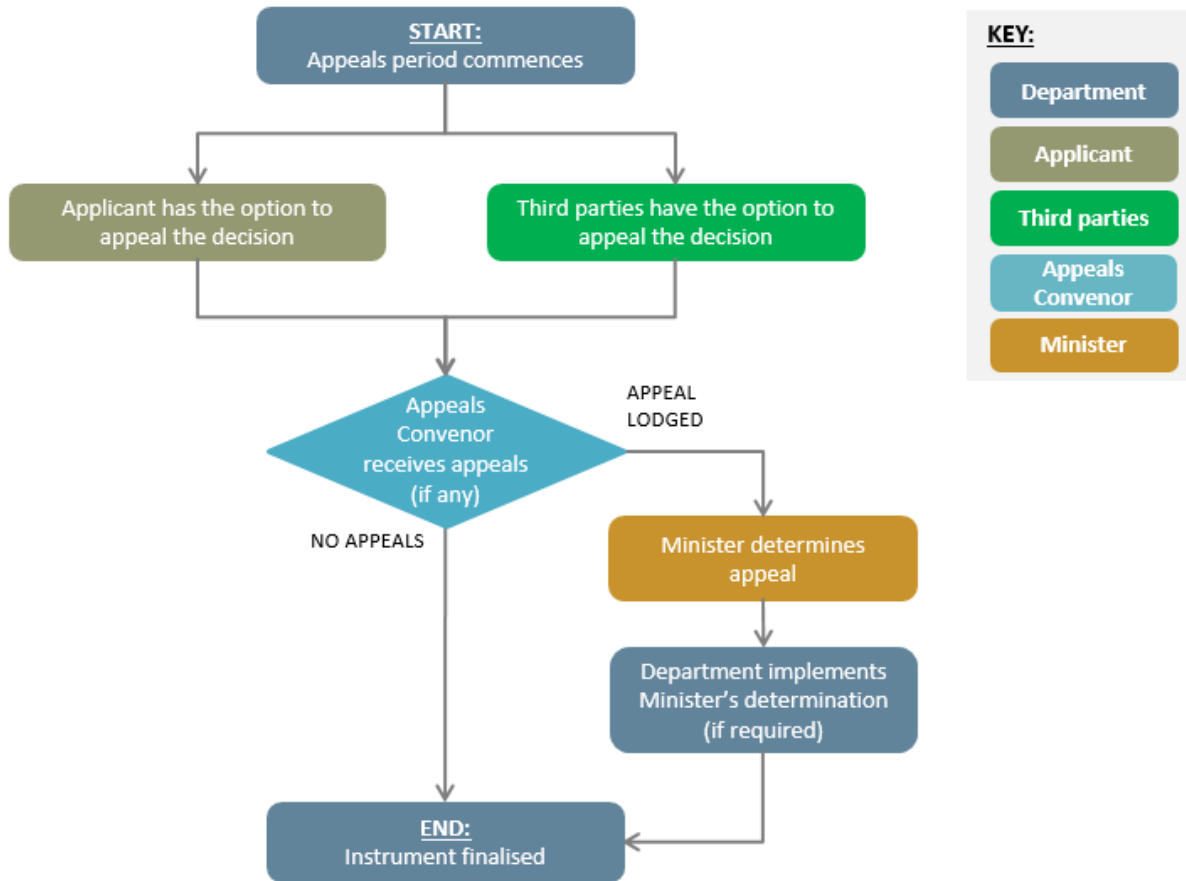 START:
Appeals period commences
Applicant has the option to
appeal the decision
Third parties have the option to
appeal the decision
Appeals
Convenor
receives appeals
(if any)
APPEAL
LODGED
NO APPEALS
Minister determines
appeal
Department implements
Minister’s determination
(if required)
END:
Instrument finalised
KEY:
Department
Applicant
Third parties
Appeals
Convenor
Minister